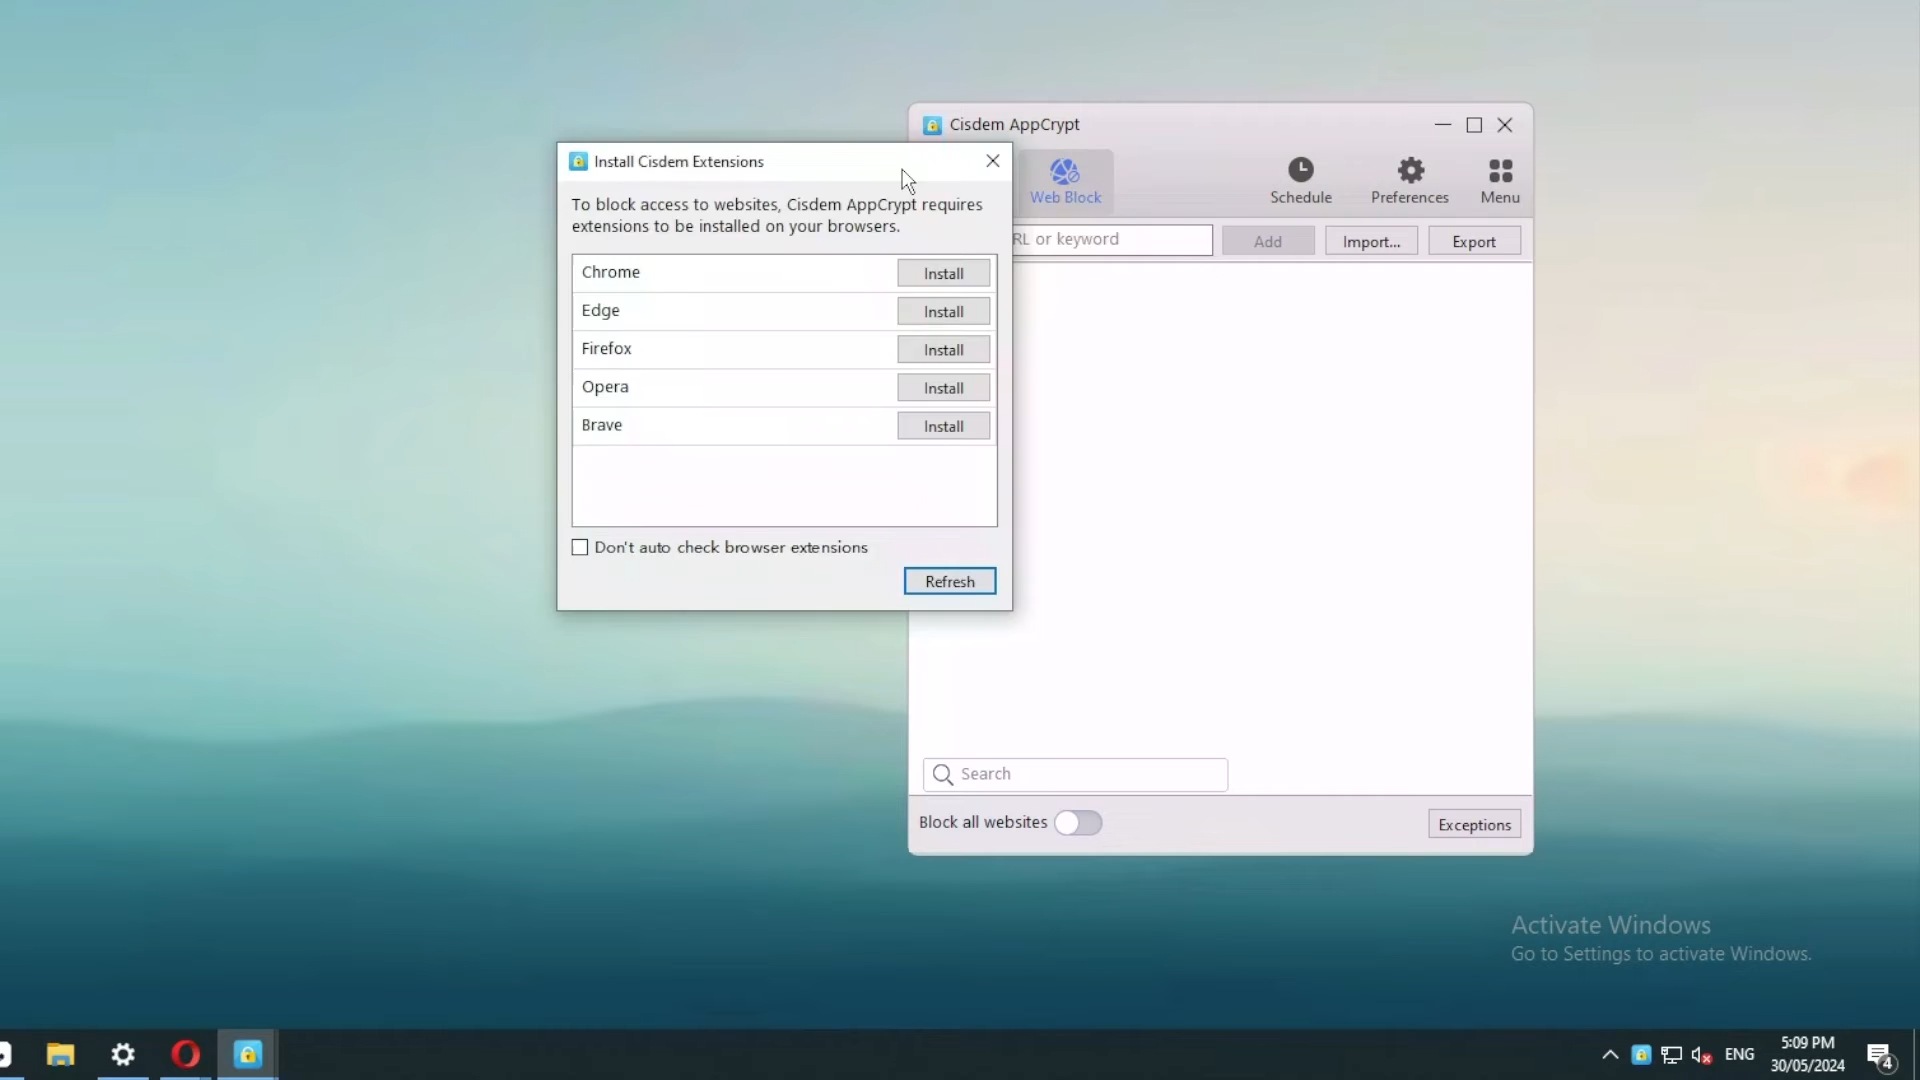 Cisdem AppCrypt
Install Cisdem Extensions
To block access to websites, Cisdem AppCrypt requires
extensions to be installed on your browsers.
Chrome
Install
Edge
Install
Firefox
Install
Opera
Install
Brave
Install
Don't auto check browser extensions
Refresh
Web Block
Schedule
Preferences
Menu
RL or keyword
Add
Import...
Export
Search
Block all websites
Exceptions
Activate Windows
Go to Settings to activate Windows.
ENG
5:09 PM
30/05/2024
4